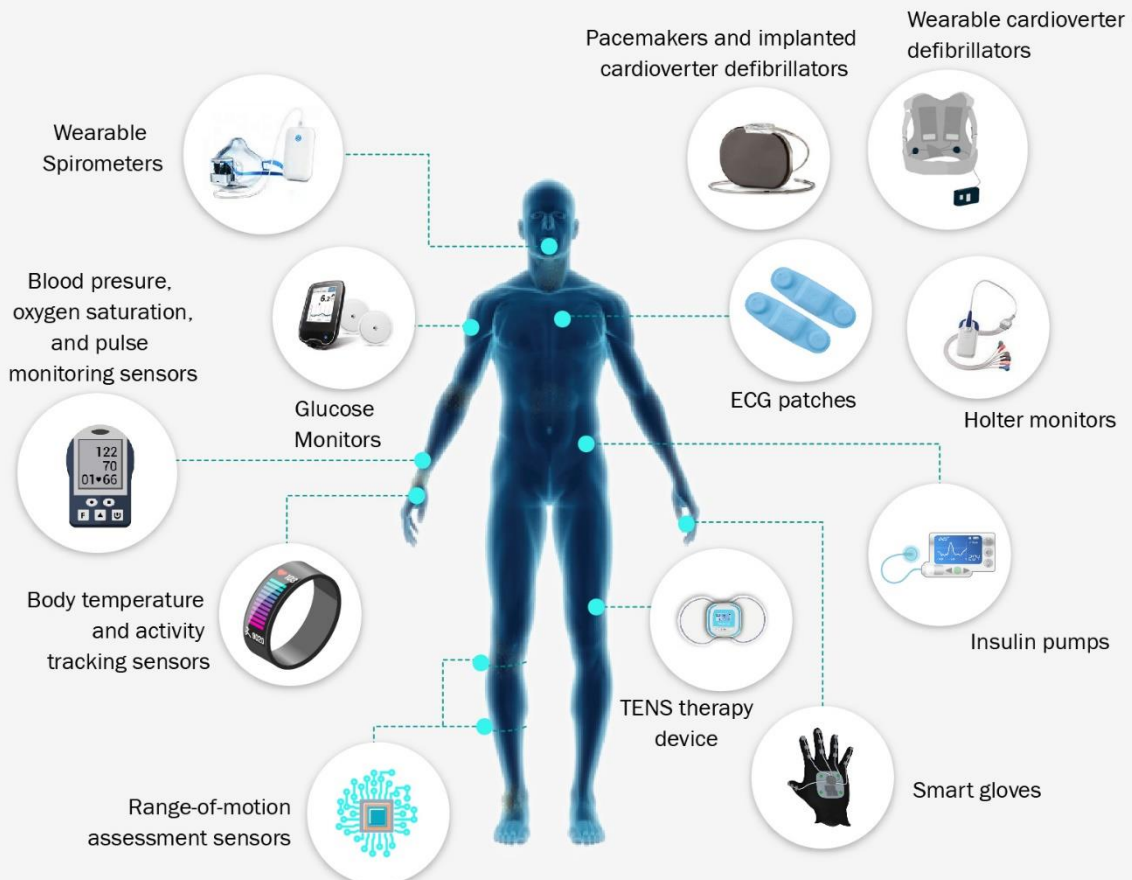 Pacemakers and implanted
cardioverter defibrillators
Wearable cardioverter
defibrillators
Wearable
Spirometers
Blood presure,
oxygen saturation,
and pulse
monitoring sensors
Glucose
Monitors
ECG patches
Holter monitors
122
70
01♥66
F
Body temperature
and activity
tracking sensors
Insulin pumps
TENS therapy
device
Smart gloves
Range-of-motion
assessment sensors